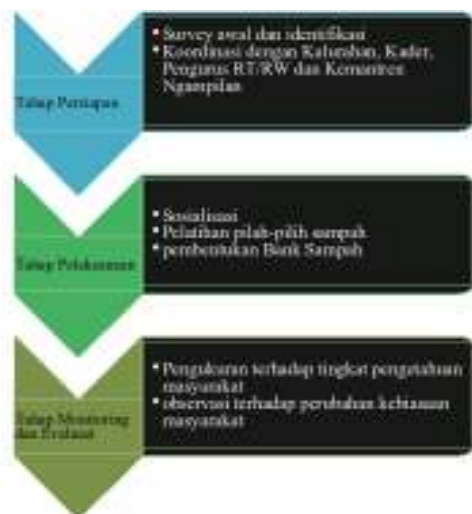 Tahap Persiapan
• Survey awal dan identifikasi
• Koordinasi dengan Kalurahan, Kader,
Pengurus RT/RW dan Kemantren
Ngampilan
Tahap Pelaksanaan
• Sosialisasi
• Pelatihan pilah-pilih sampah
• pembentukan Bank Sampah
Tahap Monitoring
dan Evaluasi
• Pengukuran terhadap tingkat pengetahuan
masyarakat
• observasi terhadap perubahan kebiasaan
masyarakat